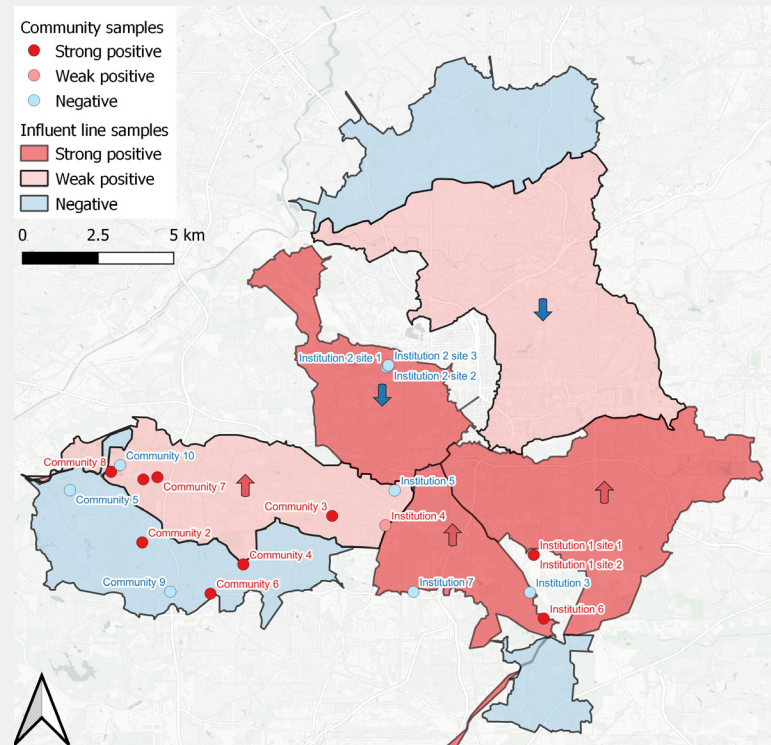 Community samples
Strong positive
Weak positive
Negative
Influent line samples
Strong positive
Weak positive
Negative
0 2.5 5 km
Institution 2 site 1
Institution 2 site 3
Institution 2 site 2
Community 8
Community 10
Community 7
Community 5
Institution 5
Community 3
Institution 4
Community 2
Community 4
Institution 1 site 1
Institution 1 site 2
Community 9
Community 6
Institution 7
Institution 3
Institution 6